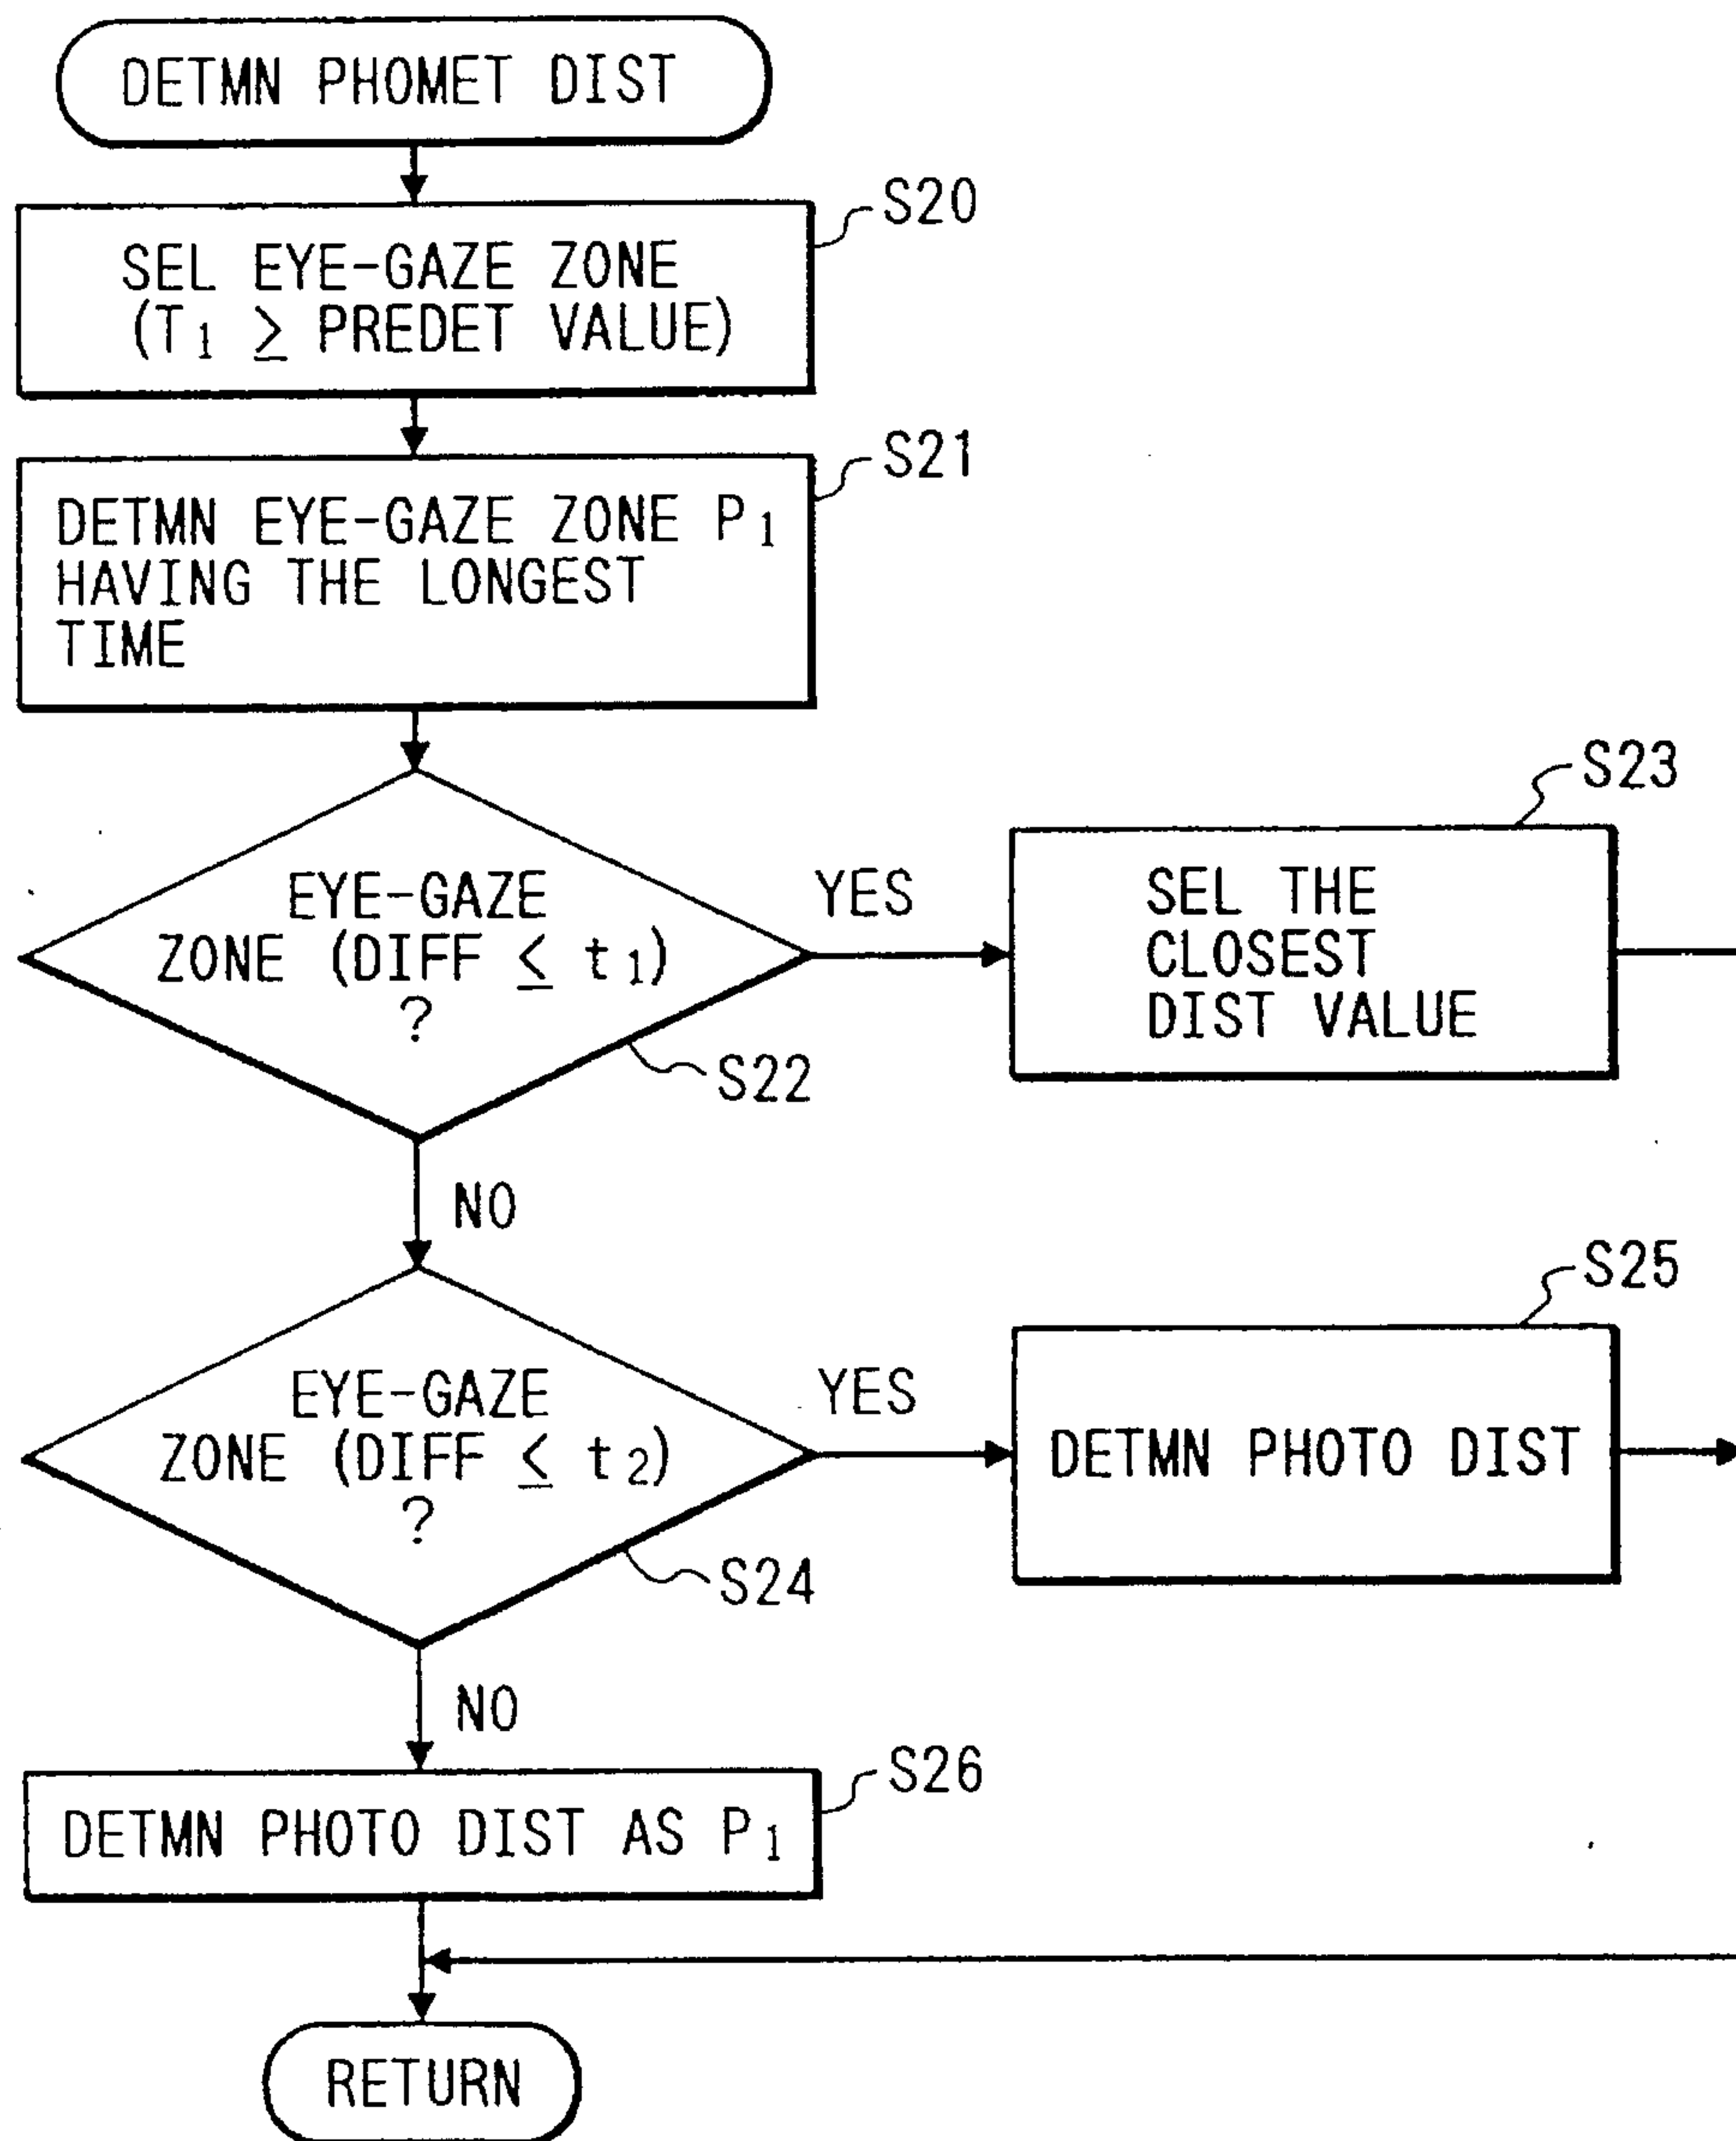 DETMN PHOMET DIST
S20
SEL EYE-GAZE ZONE
(T₁ ≥ PREDET VALUE)
S21
DETMN EYE-GAZE ZONE P₁
HAVING THE LONGEST
TIME
S23
EYE-GAZE
ZONE (DIFF ≤ t₁)
?
YES
SEL THE
CLOSEST
DIST VALUE
S22
NO
S25
EYE-GAZE
ZONE (DIFF ≤ t₂)
?
YES
DETMN PHOTO DIST
S24
NO
S26
DETMN PHOTO DIST AS P₁
RETURN